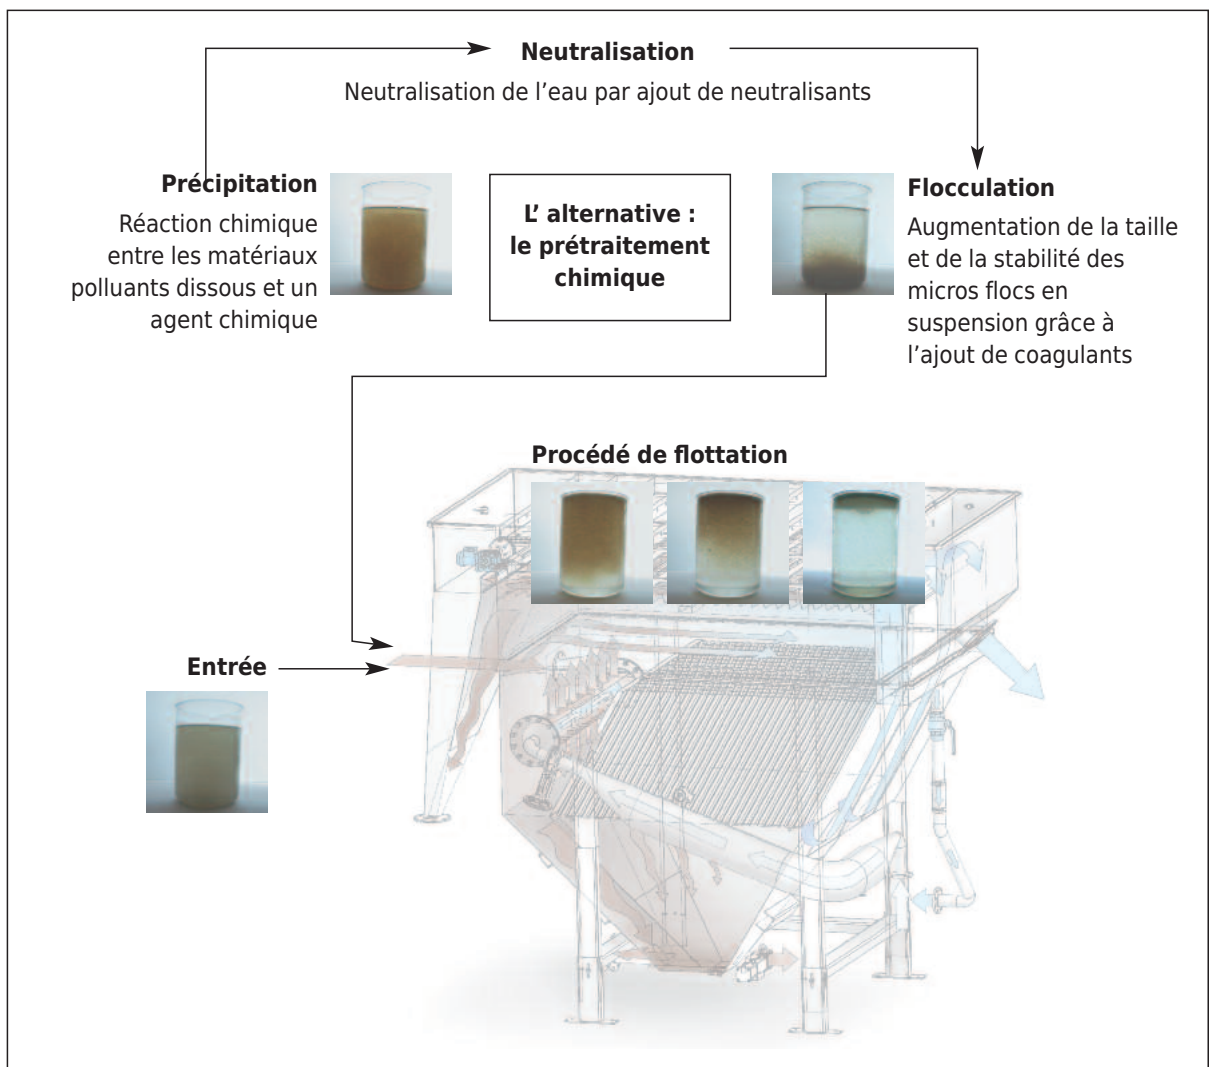 Neutralisation
Neutralisation de l’eau par ajout de neutralisants
Précipitation
Réaction chimique
entre les matériaux
polluants dissous et un
agent chimique
L’ alternative :
le prétraitement
chimique
Flocculation
Augmentation de la taille
et de la stabilité des
micros flocs en
suspension grâce à
l’ajout de coagulants
Procédé de flottation
Entrée